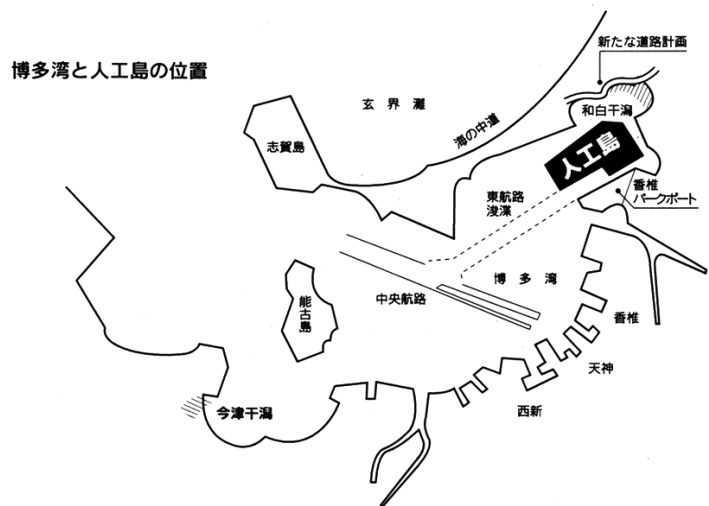 博多湾と人工島の位置
新たな道路計画
玄界灘
和白干潟
海の中道
志賀島
人工島
香椎
パークポート
東航路
浚渫
博多湾
中央航路
能古島
香椎
天神
西新
今津干潟